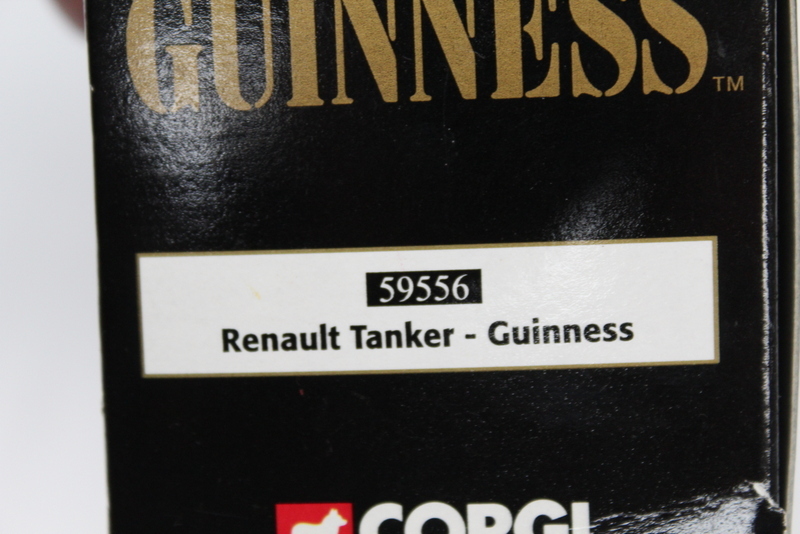 GUINNESS™
59556
Renault Tanker - Guinness
CORGI